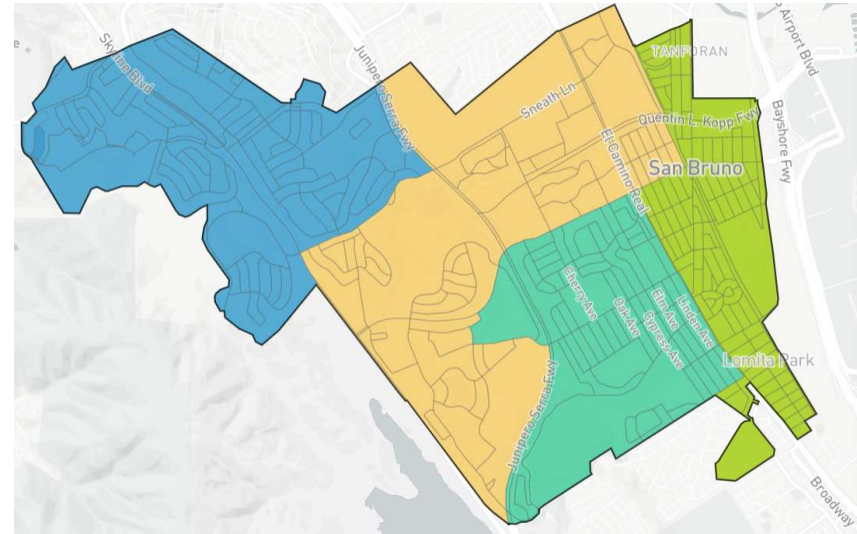 Skyline Blvd
Junipero Serra Fwy
Airport Blvd
TANFORAN
Sneath Ln
Quentin L. Kopp Fwy
Bayshore Fwy
El Camino Real
San Bruno
Cherry Ave
Oak Ave
Elm Ave
Cypress Ave
Linden Ave
Lomita Park
Junipero Serra Fwy
Broadway